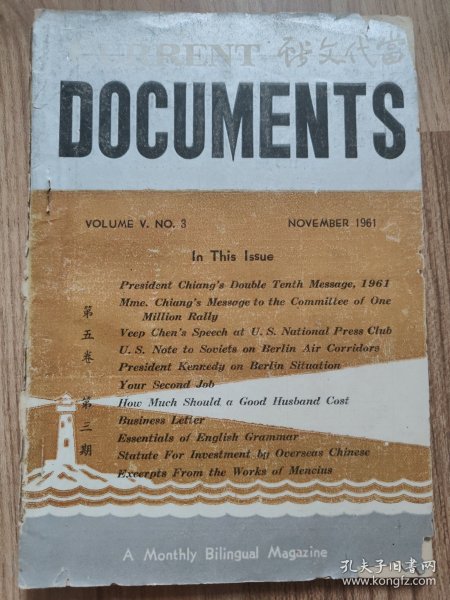 CURRENT 當代文獻
DOCUMENTS
VOLUME V. NO. 3 NOVEMBER 1961
In This Issue
President Chiang's Double Tenth Message, 1961
Mme. Chiang's Message to the Committee of One
Million Rally
Veep Chen's Speech at U. S. National Press Club
U. S. Note to Soviets on Berlin Air Corridors
President Kennedy on Berlin Situation
Your Second Job
How Much Should a Good Husband Cost
Business Letter
Essentials of English Grammar
Statute For Investment by Overseas Chinese
Excerpts From the Works of Mencius
第五卷 第三期
A Monthly Bilingual Magazine
孔夫子旧书网
www.kongfz.com